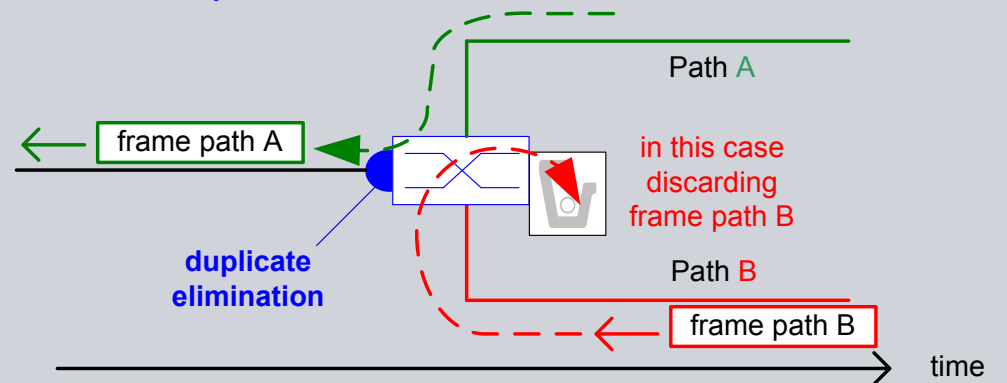 Path A
frame path A
in this case
discarding
frame path B
duplicate
elimination
Path B
frame path B
time